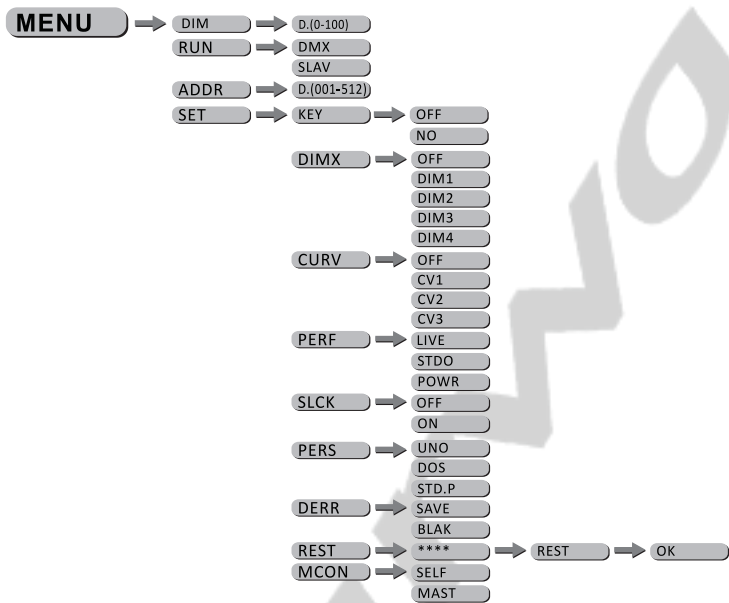 MENU DIM D.(0-100)
RUN DMX
SLAV
ADDR D.(001-512)
SET KEY OFF
NO
DIMX OFF
DIM1
DIM2
DIM3
DIM4
CURV OFF
CV1
CV2
CV3
PERF LIVE
STDO
POWR
SLCK OFF
ON
PERS UNO
DOS
STD.P
DERR SAVE
BLAK
REST **** REST OK
MCON SELF
MAST